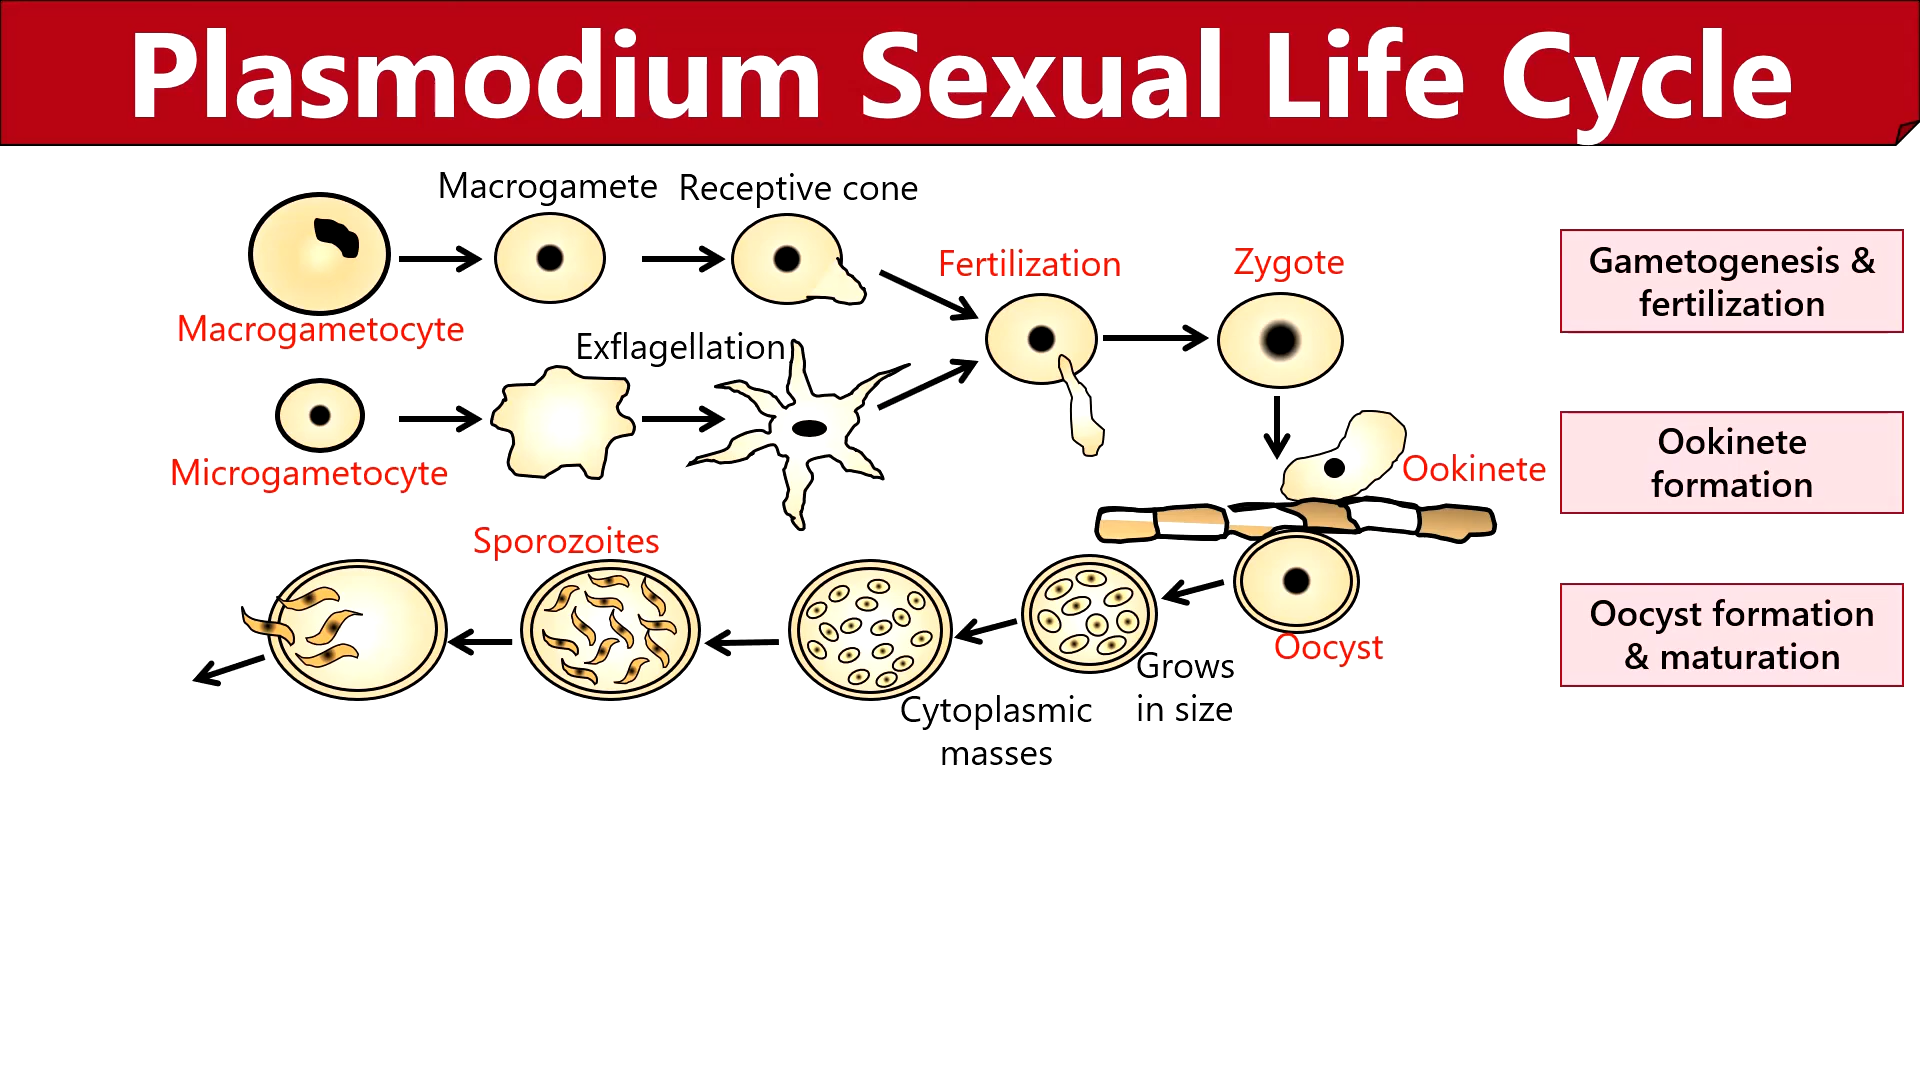 Plasmodium Sexual Life Cycle
Macrogamete
Receptive cone
Fertilization
Zygote
Gametogenesis &
fertilization
Macrogametocyte
Exflagellation
Microgametocyte
Ookinete
Ookinete
formation
Sporozoites
Oocyst
Oocyst formation
& maturation
Grows
in size
Cytoplasmic
masses